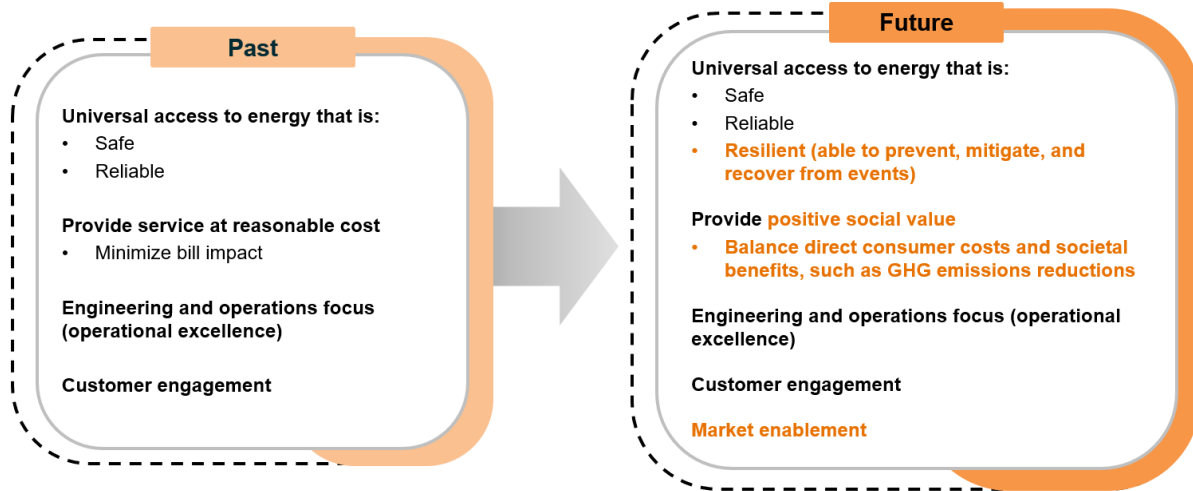 Past
Universal access to energy that is:
• Safe
• Reliable
Provide service at reasonable cost
• Minimize bill impact
Engineering and operations focus
(operational excellence)
Customer engagement
Future
Universal access to energy that is:
• Safe
• Reliable
• Resilient (able to prevent, mitigate, and
recover from events)
Provide positive social value
• Balance direct consumer costs and societal
benefits, such as GHG emissions reductions
Engineering and operations focus (operational
excellence)
Customer engagement
Market enablement